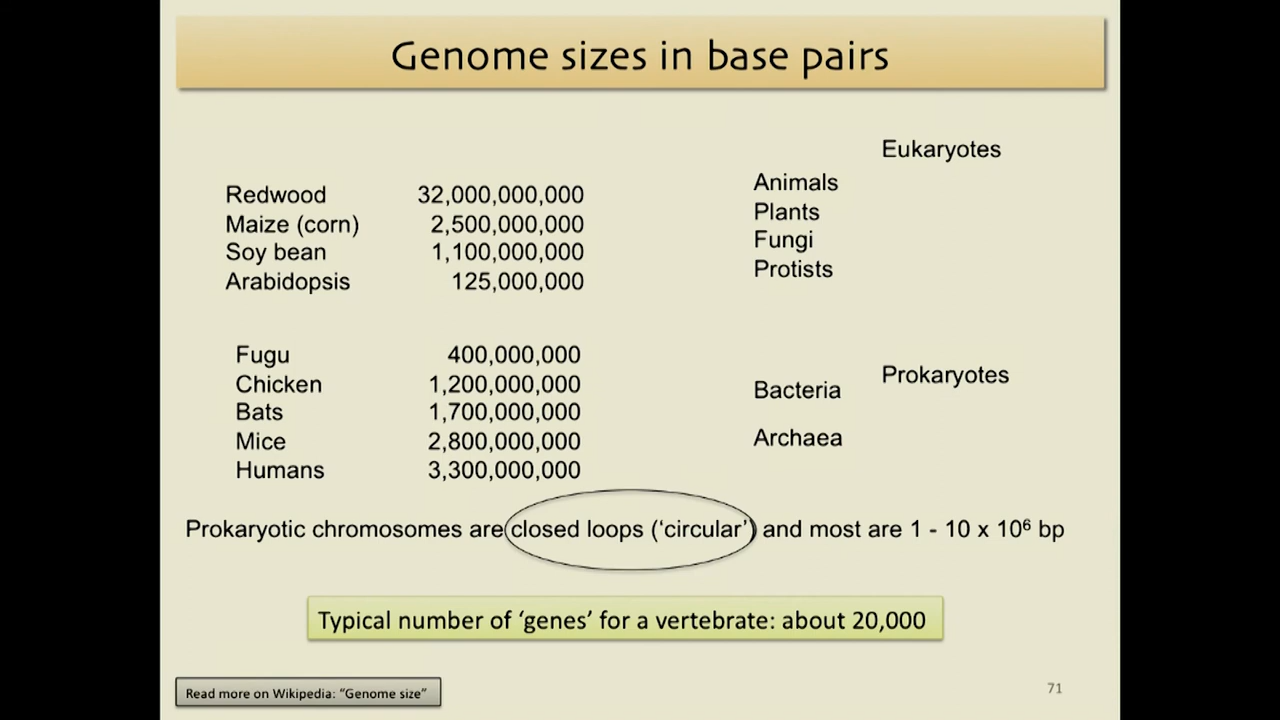 Genome sizes in base pairs
Redwood 32,000,000,000
Maize (corn) 2,500,000,000
Soy bean 1,100,000,000
Arabidopsis 125,000,000
Fugu 400,000,000
Chicken 1,200,000,000
Bats 1,700,000,000
Mice 2,800,000,000
Humans 3,300,000,000
Eukaryotes
Animals
Plants
Fungi
Protists
Prokaryotes
Bacteria
Archaea
Prokaryotic chromosomes are closed loops (‘circular’) and most are 1 - 10 x 10⁶ bp
Typical number of ‘genes’ for a vertebrate: about 20,000
Read more on Wikipedia: “Genome size”
71